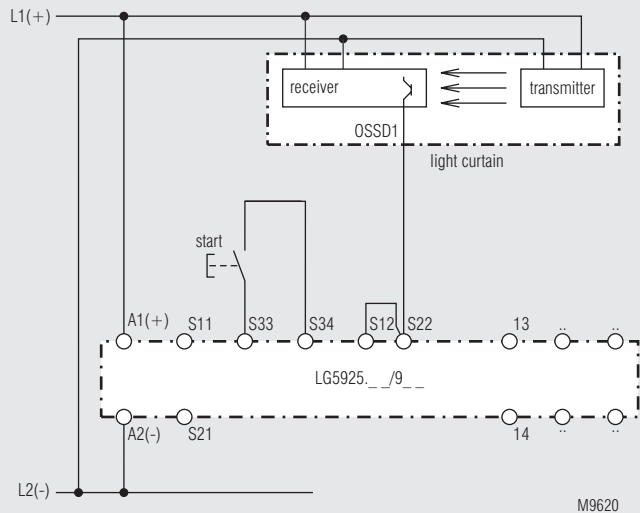 L1(+)
receiver
transmitter
OSSD1
light curtain
start
A1(+) S11 S33 S34 S12 S22 13 .. ..
LG5925._ _/9_ _
A2(-) S21 14 .. ..
L2(-)
M9620